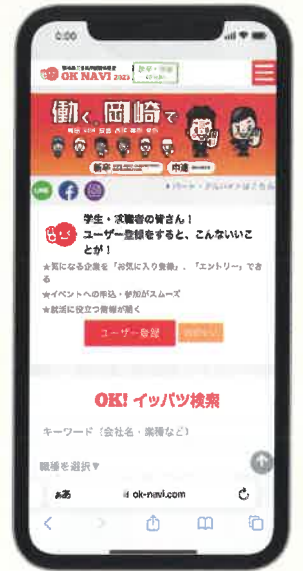 0:00
OK NAVI 2023
働く、岡崎で
新卒
中途
LINE
学生・求職者の皆さん!
ユーザー登録をすると、こんないいこ
とが!
★気になる企業を「お気に入り登録」、「エントリー」でき
る
★イベントへの申込・参加がスムーズ
★就活に役立つ情報が届く
ユーザー登録
OK! イッパツ検索
キーワード(会社名・業種など)
職種を選択▼
ぁあ
ok-navi.com